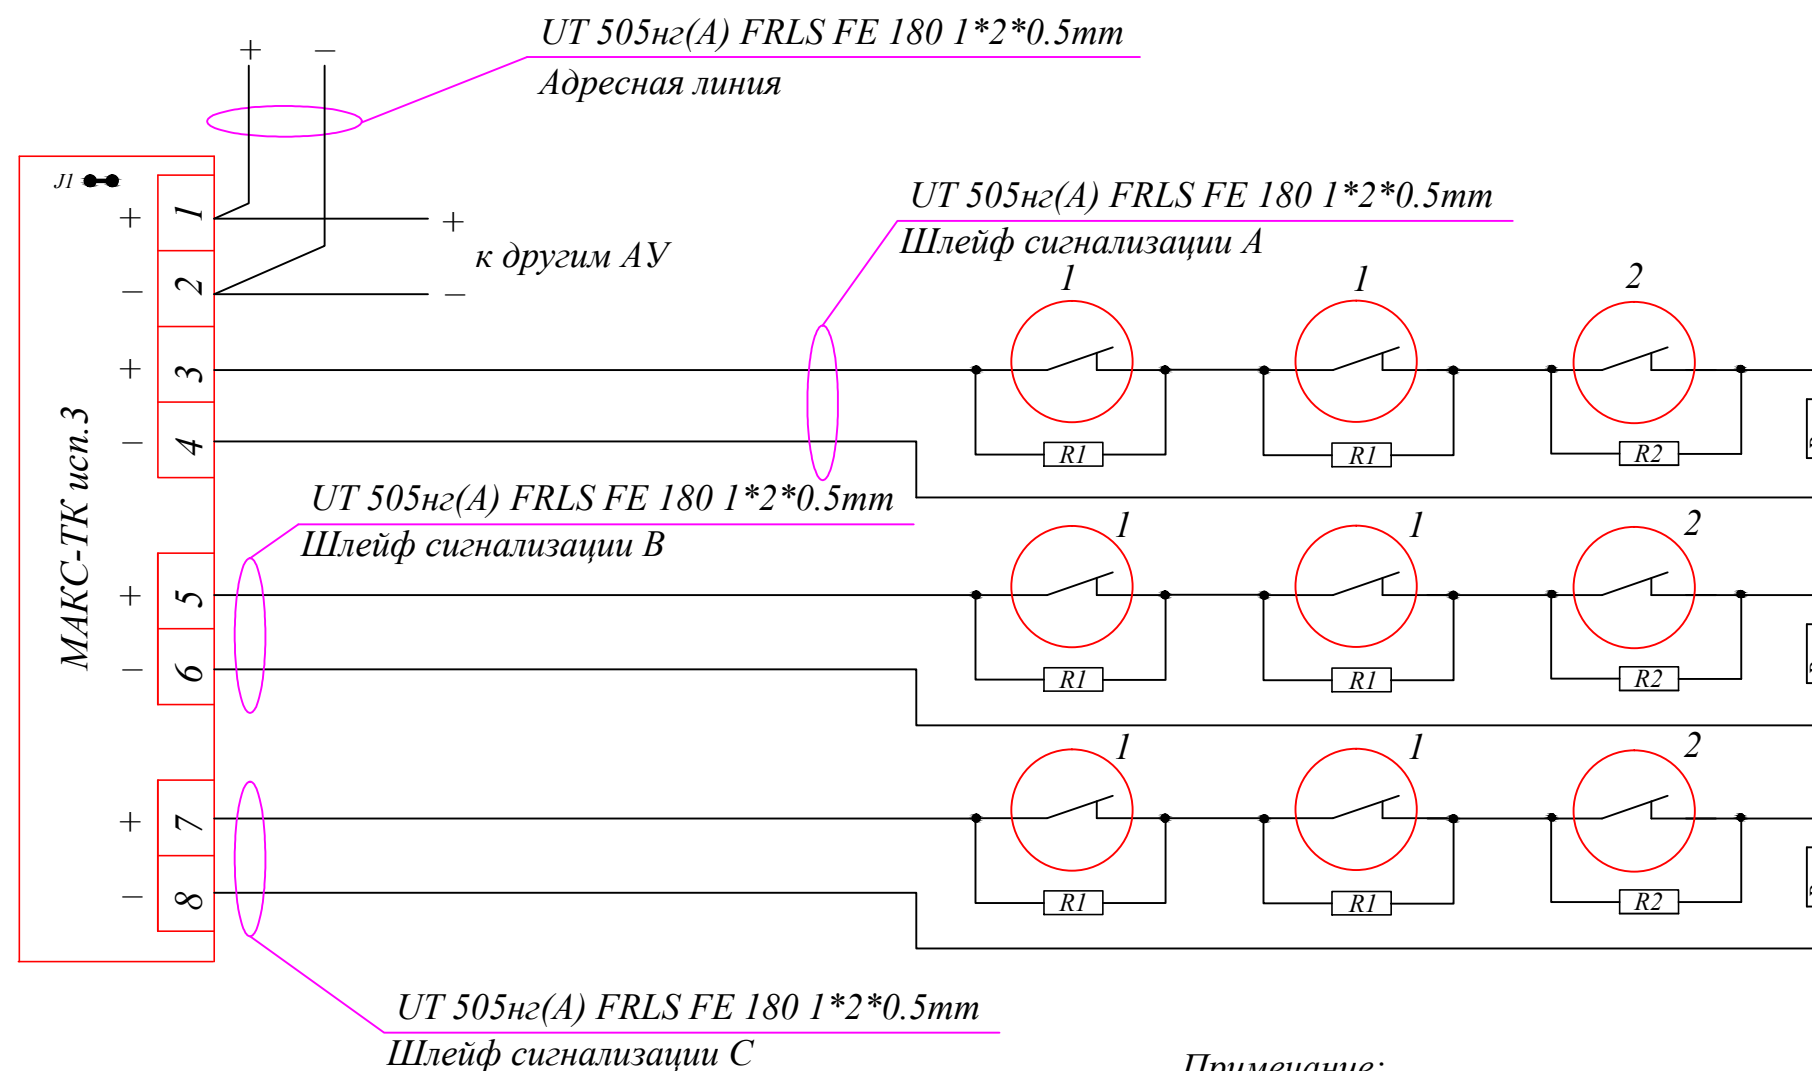 UT 505нг(А) FRLS FE 180 1*2*0.5mm
Адресная линия
+ –
J1
+ 1 +
к другим АУ
– 2 –
UT 505нг(А) FRLS FE 180 1*2*0.5mm
Шлейф сигнализации А
1 1 2
+ 3
– 4
R1 R1 R2
МАКС-ТК исп.3
UT 505нг(А) FRLS FE 180 1*2*0.5mm
Шлейф сигнализации В
1 1 2
+ 5
– 6
R1 R1 R2
1 1 2
+ 7
– 8
R1 R1 R2
UT 505нг(А) FRLS FE 180 1*2*0.5mm
Шлейф сигнализации С
Примечание: